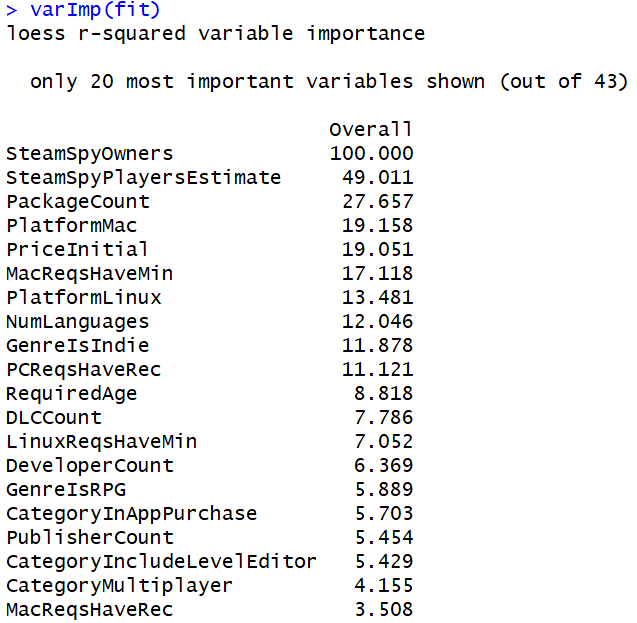 > varImp(fit)
loess r-squared variable importance
only 20 most important variables shown (out of 43)
Overall
SteamSpyOwners 100.000
SteamSpyPlayersEstimate 49.011
PackageCount 27.657
PlatformMac 19.158
PriceInitial 19.051
MacReqsHaveMin 17.118
PlatformLinux 13.481
NumLanguages 12.046
GenreIsIndie 11.878
PCReqsHaveRec 11.121
RequiredAge 8.818
DLCCount 7.786
LinuxReqsHaveMin 7.052
DeveloperCount 6.369
GenreIsRPG 5.889
CategoryInAppPurchase 5.703
PublisherCount 5.454
CategoryIncludeLevelEditor 5.429
CategoryMultiplayer 4.155
MacReqsHaveRec 3.508